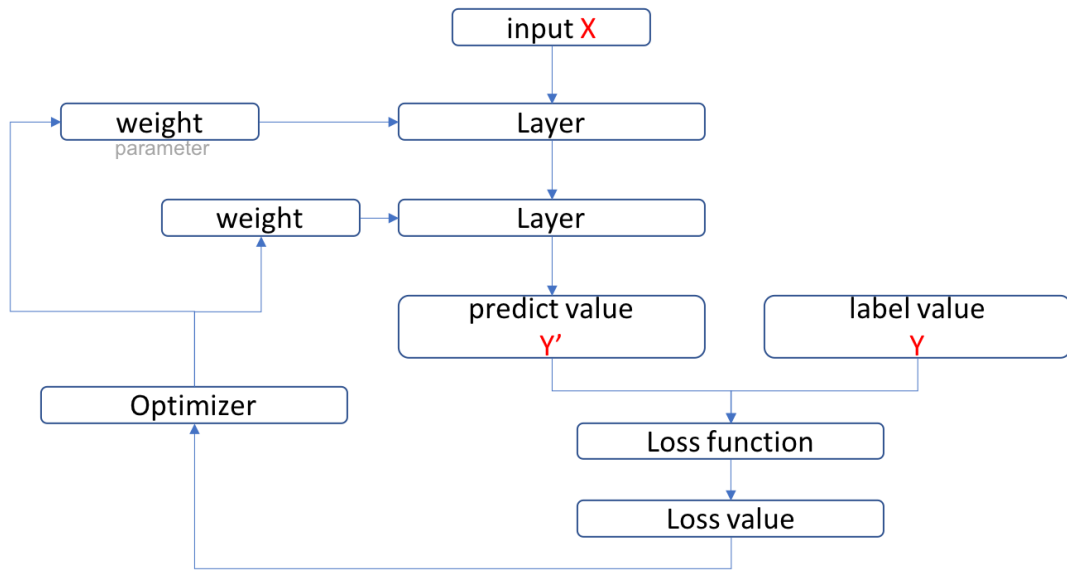 input X
weight
parameter
Layer
weight
Layer
predict value
Y’
label value
Y
Optimizer
Loss function
Loss value